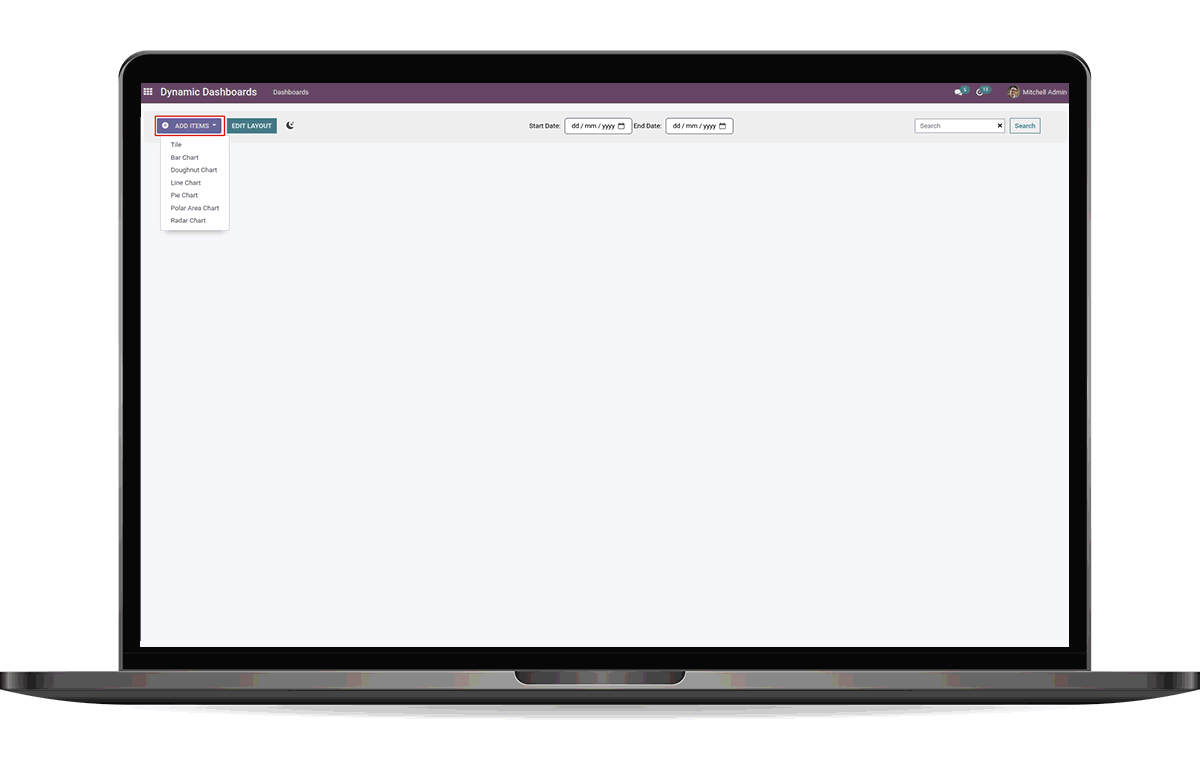 Dynamic Dashboards Dashboards 5 13 Mitchell Admin
ADD ITEMS EDIT LAYOUT Start Date: dd / mm / yyyy End Date: dd / mm / yyyy Search × Search
Tile
Bar Chart
Doughnut Chart
Line Chart
Pie Chart
Polar Area Chart
Radar Chart